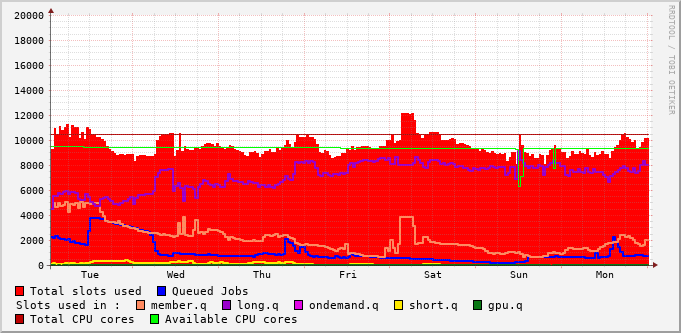 RRDTOOL / TOBI OETIKER
20000
18000
16000
14000
12000
10000
8000
6000
4000
2000
0
Tue Wed Thu Fri Sat Sun Mon
Total slots used Queued Jobs
Slots used in : member.q long.q ondemand.q short.q gpu.q
Total CPU cores Available CPU cores